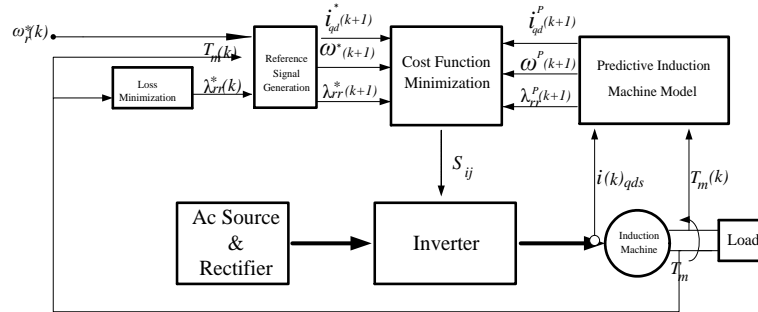 ω*r(k)
Tm(k)
Loss
Minimization
λ*rr(k)
Reference
Signal
Generation
i*qd(k+1)
ω*(k+1)
λ*rr(k+1)
Cost Function
Minimization
iPqd(k+1)
ωP(k+1)
λPrr(k+1)
Predictive Induction
Machine Model
Sij
i(k)qds
Tm(k)
Ac Source
&
Rectifier
Inverter
Induction
Machine
Load
Tm